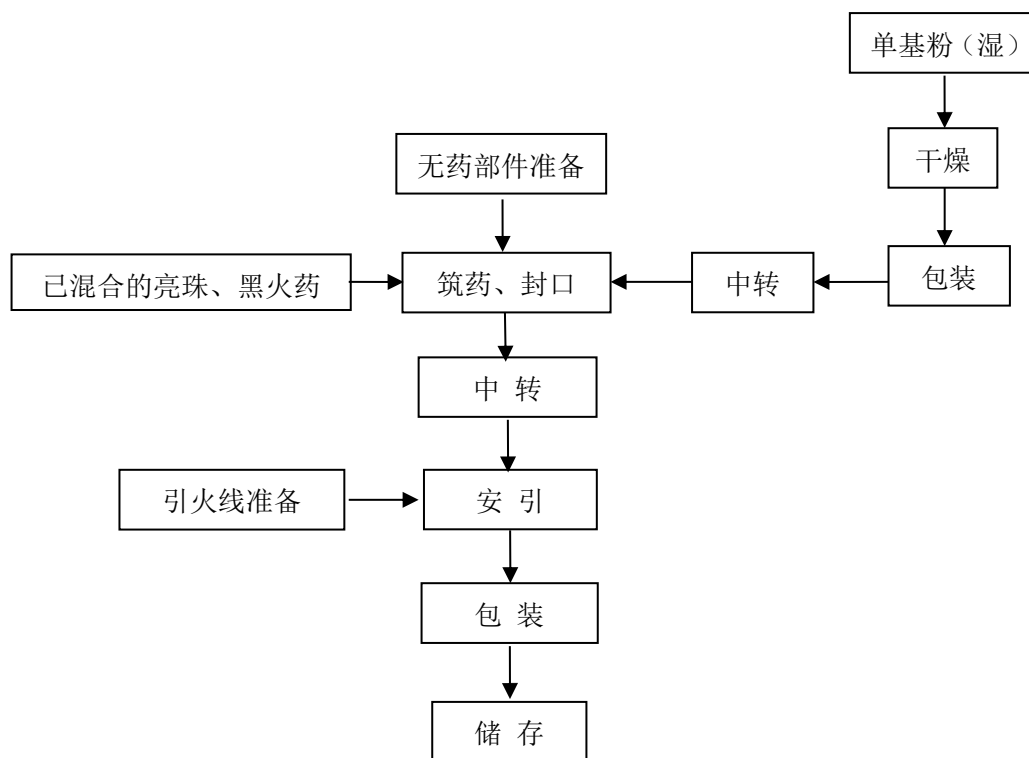 单基粉（湿）
干燥
无药部件准备
已混合的亮珠、黑火药
筑药、封口
中转
包装
中 转
引火线准备
安 引
包 装
储 存